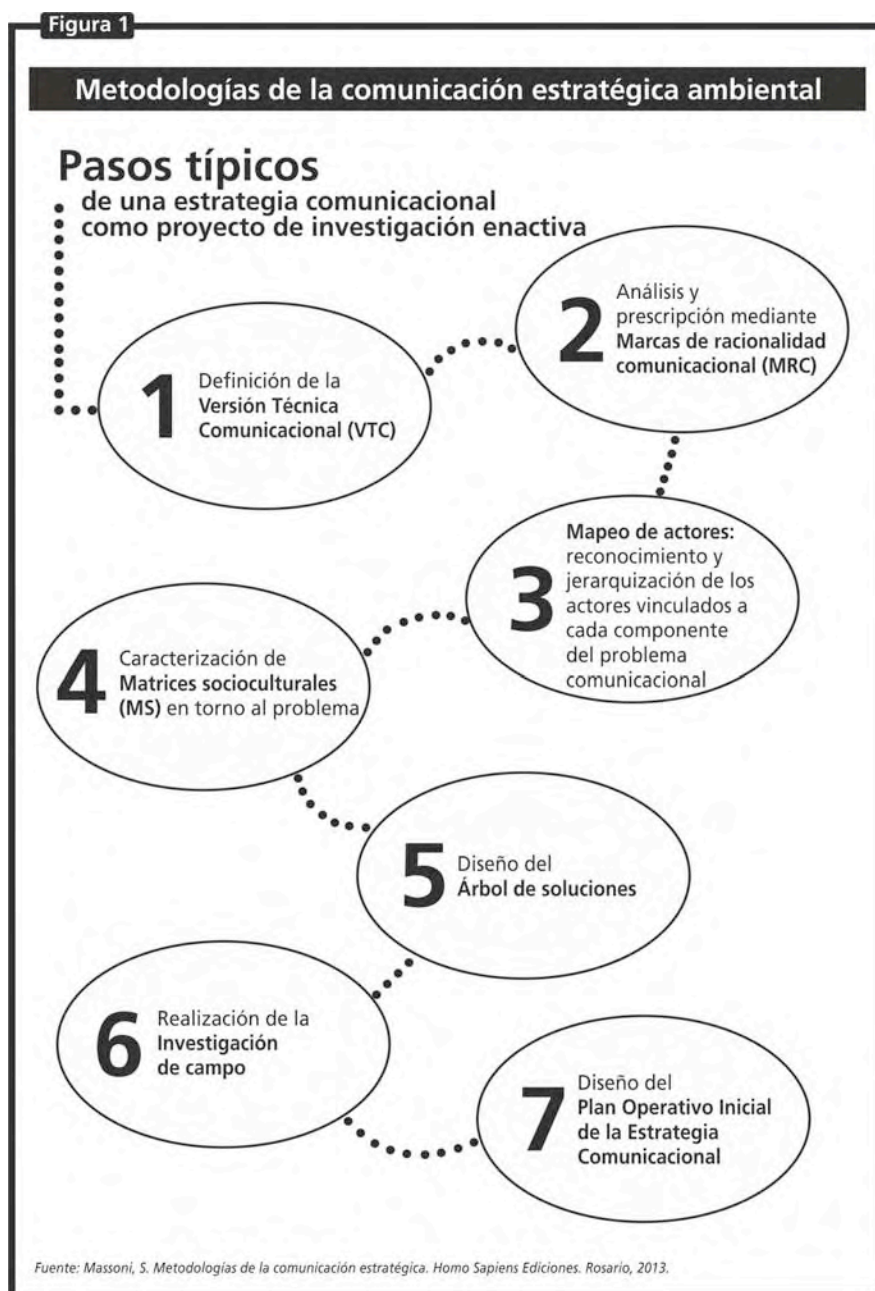 Figura 1
Metodologías de la comunicación estratégica ambiental
Pasos típicos
de una estrategia comunicacional
como proyecto de investigación enactiva
1
Definición de la
Versión Técnica
Comunicacional (VTC)
2
Análisis y
prescripción mediante
Marcas de racionalidad
comunicacional (MRC)
3
Mapeo de actores:
reconocimiento y
jerarquización de los
actores vinculados a
cada componente
del problema
comunicacional
4
Caracterización de
Matrices socioculturales
(MS) en torno al problema
5
Diseño del
Árbol de soluciones
6
Realización de la
Investigación
de campo
7
Diseño del
Plan Operativo Inicial
de la Estrategia
Comunicacional
Fuente: Massoni, S. Metodologías de la comunicación estratégica. Homo Sapiens Ediciones. Rosario, 2013.